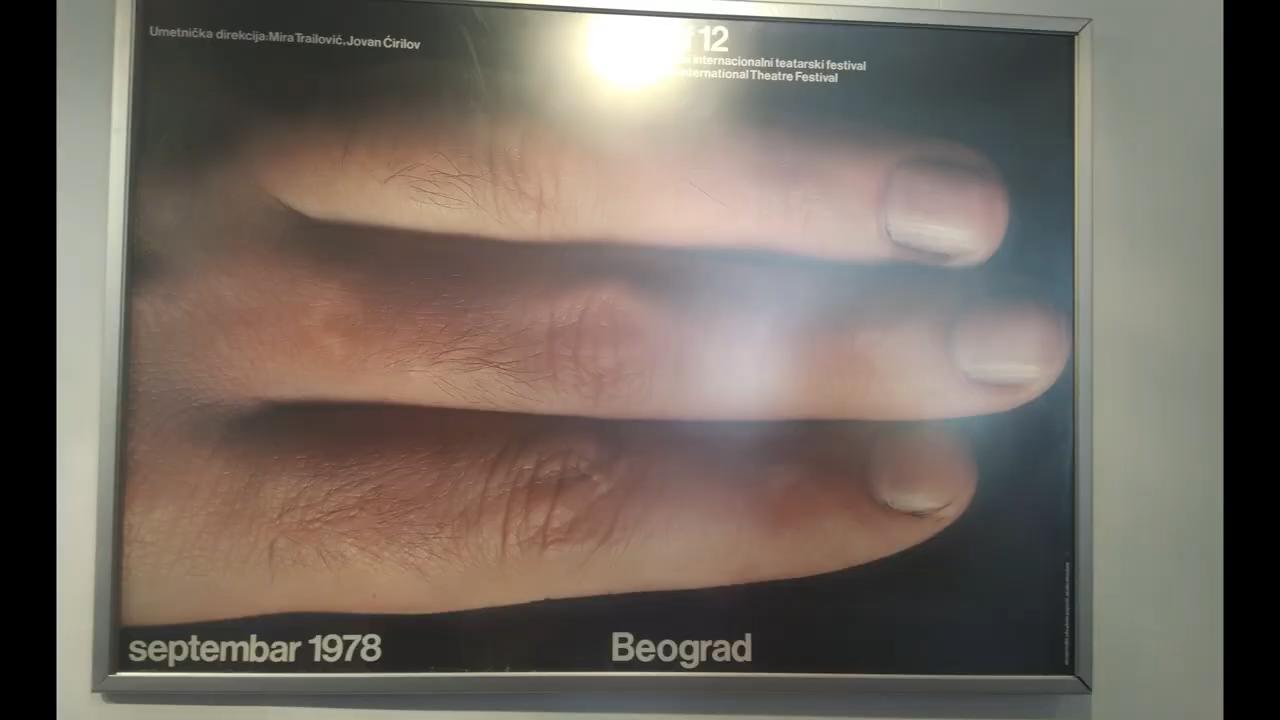 Umetnička direkcija:Mira Trailović,Jovan Ćirilov
12
internacionalni teatarski festival
International Theatre Festival
septembar 1978
Beograd